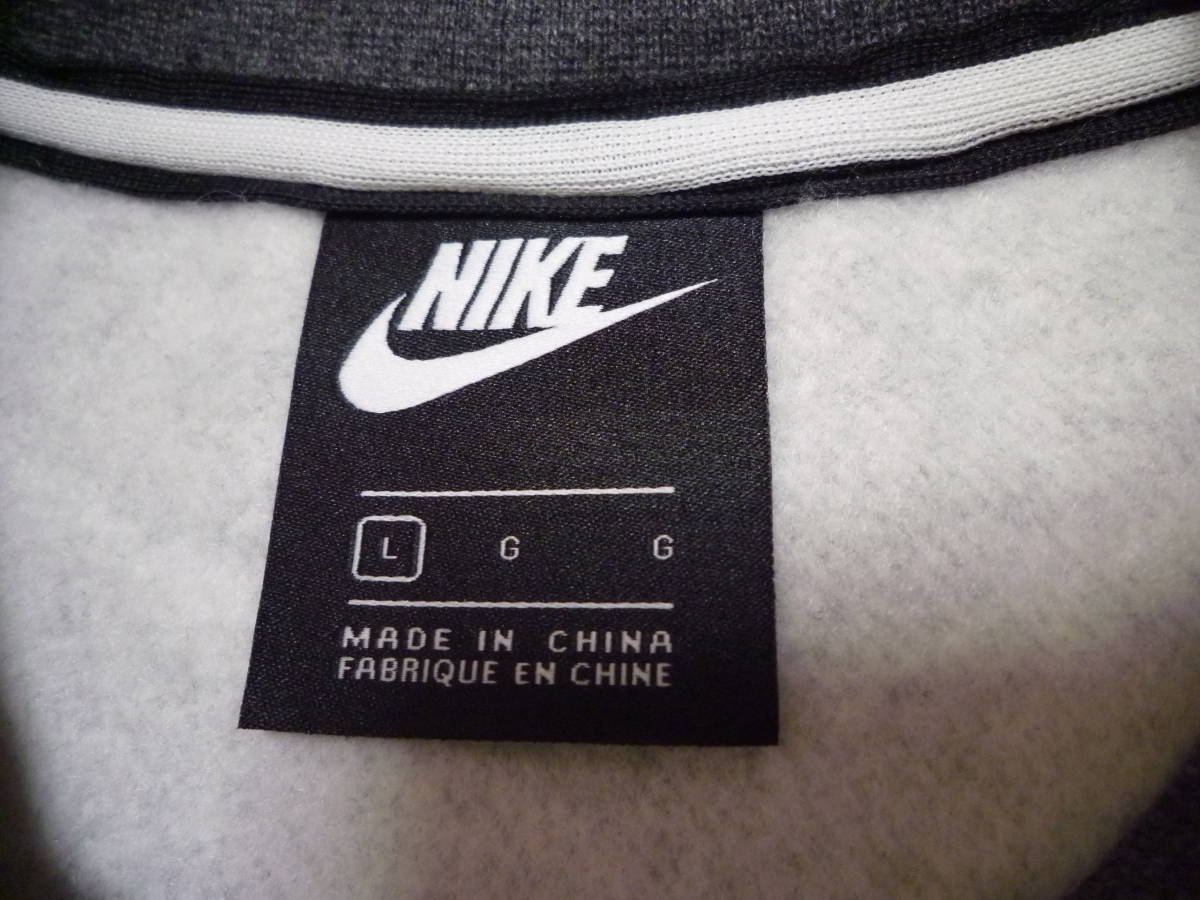 NIKE
L G G
MADE IN CHINA
FABRIQUE EN CHINE